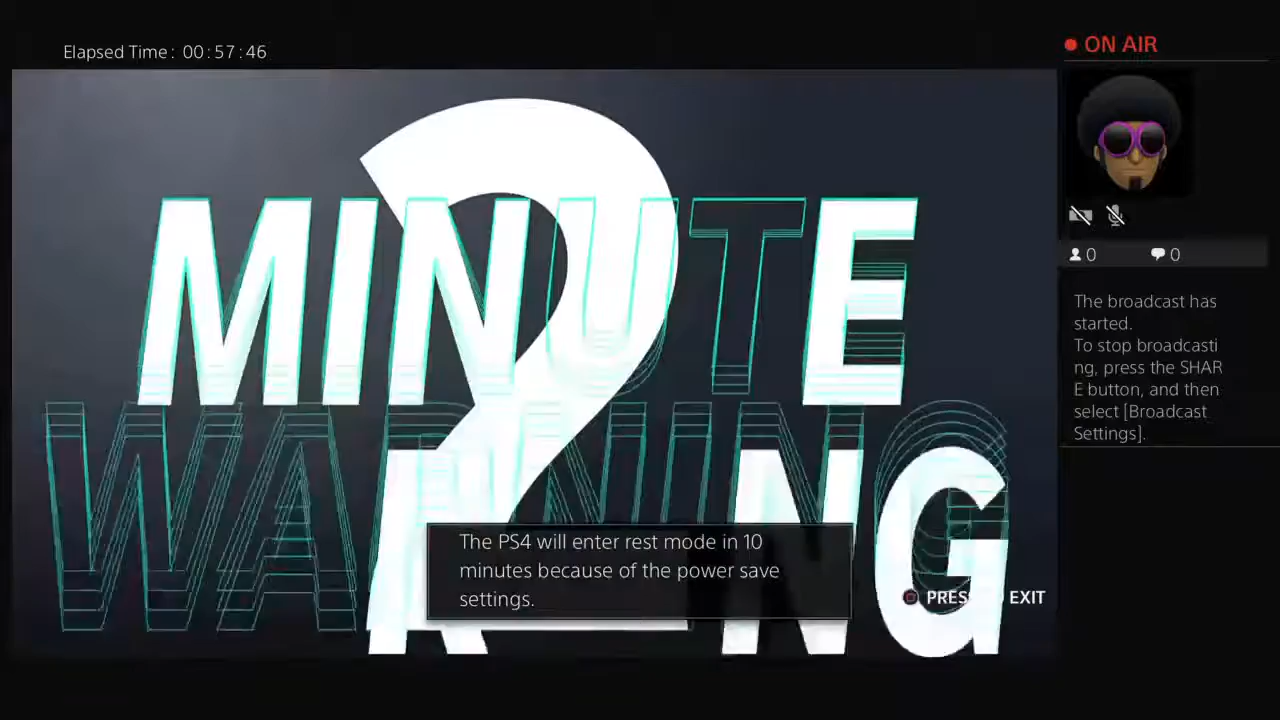 Elapsed Time: 00:57:46
ON AIR
2
MINUTE
WARNING
0
0
The broadcast has
started.
To stop broadcasti
ng, press the SHAR
E button, and then
select [Broadcast
Settings].
The PS4 will enter rest mode in 10
minutes because of the power save
settings.
EXIT